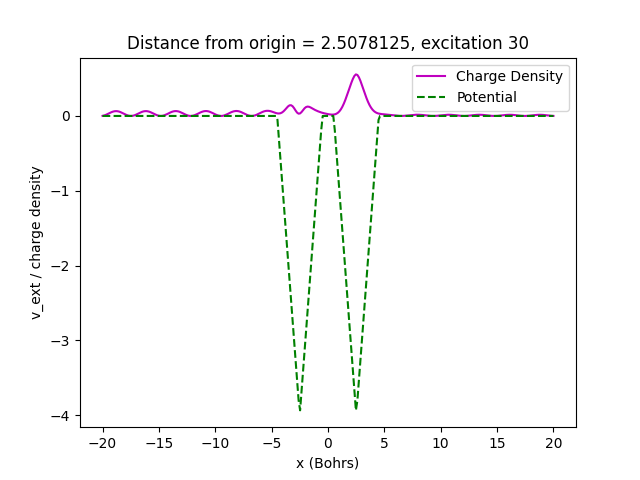 Distance from origin = 2.5078125, excitation 30
Charge Density
Potential
0
−1
−2
−3
−4
v_ext / charge density
−20
−15
−10
−5
0
5
10
15
20
x (Bohrs)